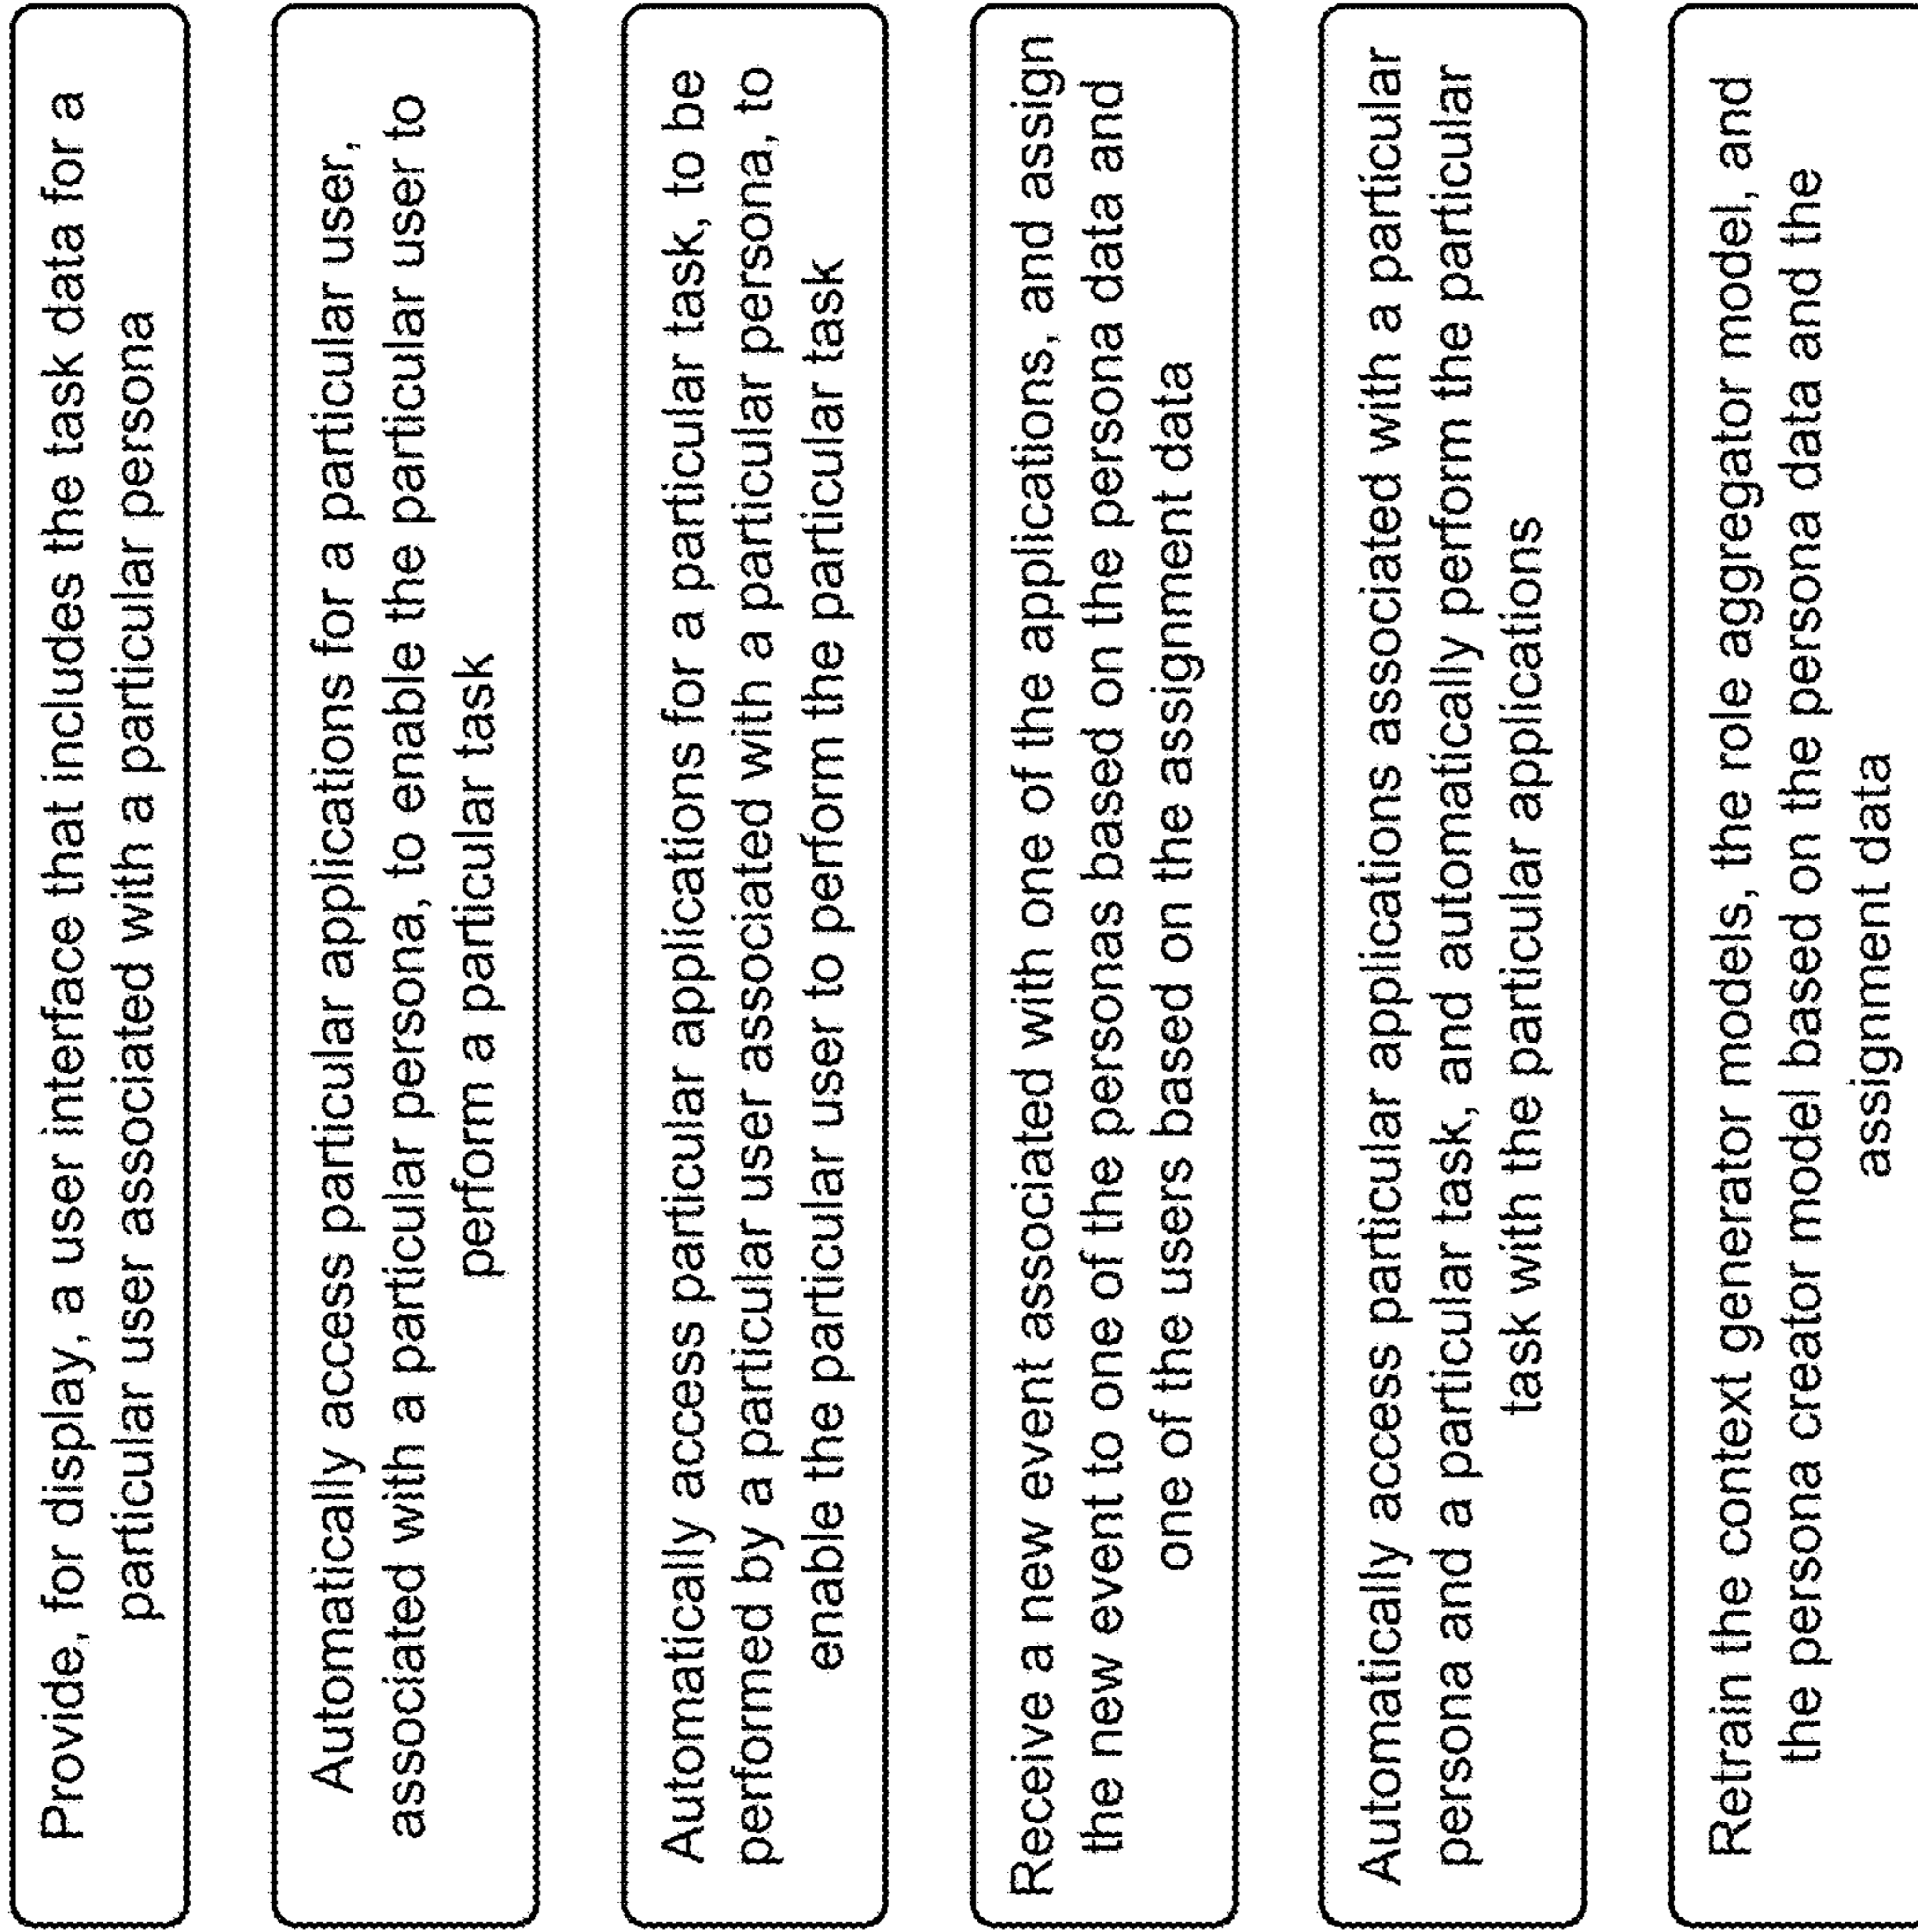 Provide, for display, a user interface that includes the task data for a
particular user associated with a particular persona
Automatically access particular applications for a particular user,
associated with a particular persona, to enable the particular user to
perform a particular task
Automatically access particular applications for a particular task, to be
performed by a particular user associated with a particular persona, to
enable the particular user to perform the particular task
Receive a new event associated with one of the applications, and assign
the new event to one of the personas based on the persona data and
one of the users based on the assignment data
Automatically access particular applications associated with a particular
persona and a particular task, and automatically perform the particular
task with the particular applications
Retrain the context generator models, the role aggregator model, and
the persona creator model based on the persona data and the
assignment data